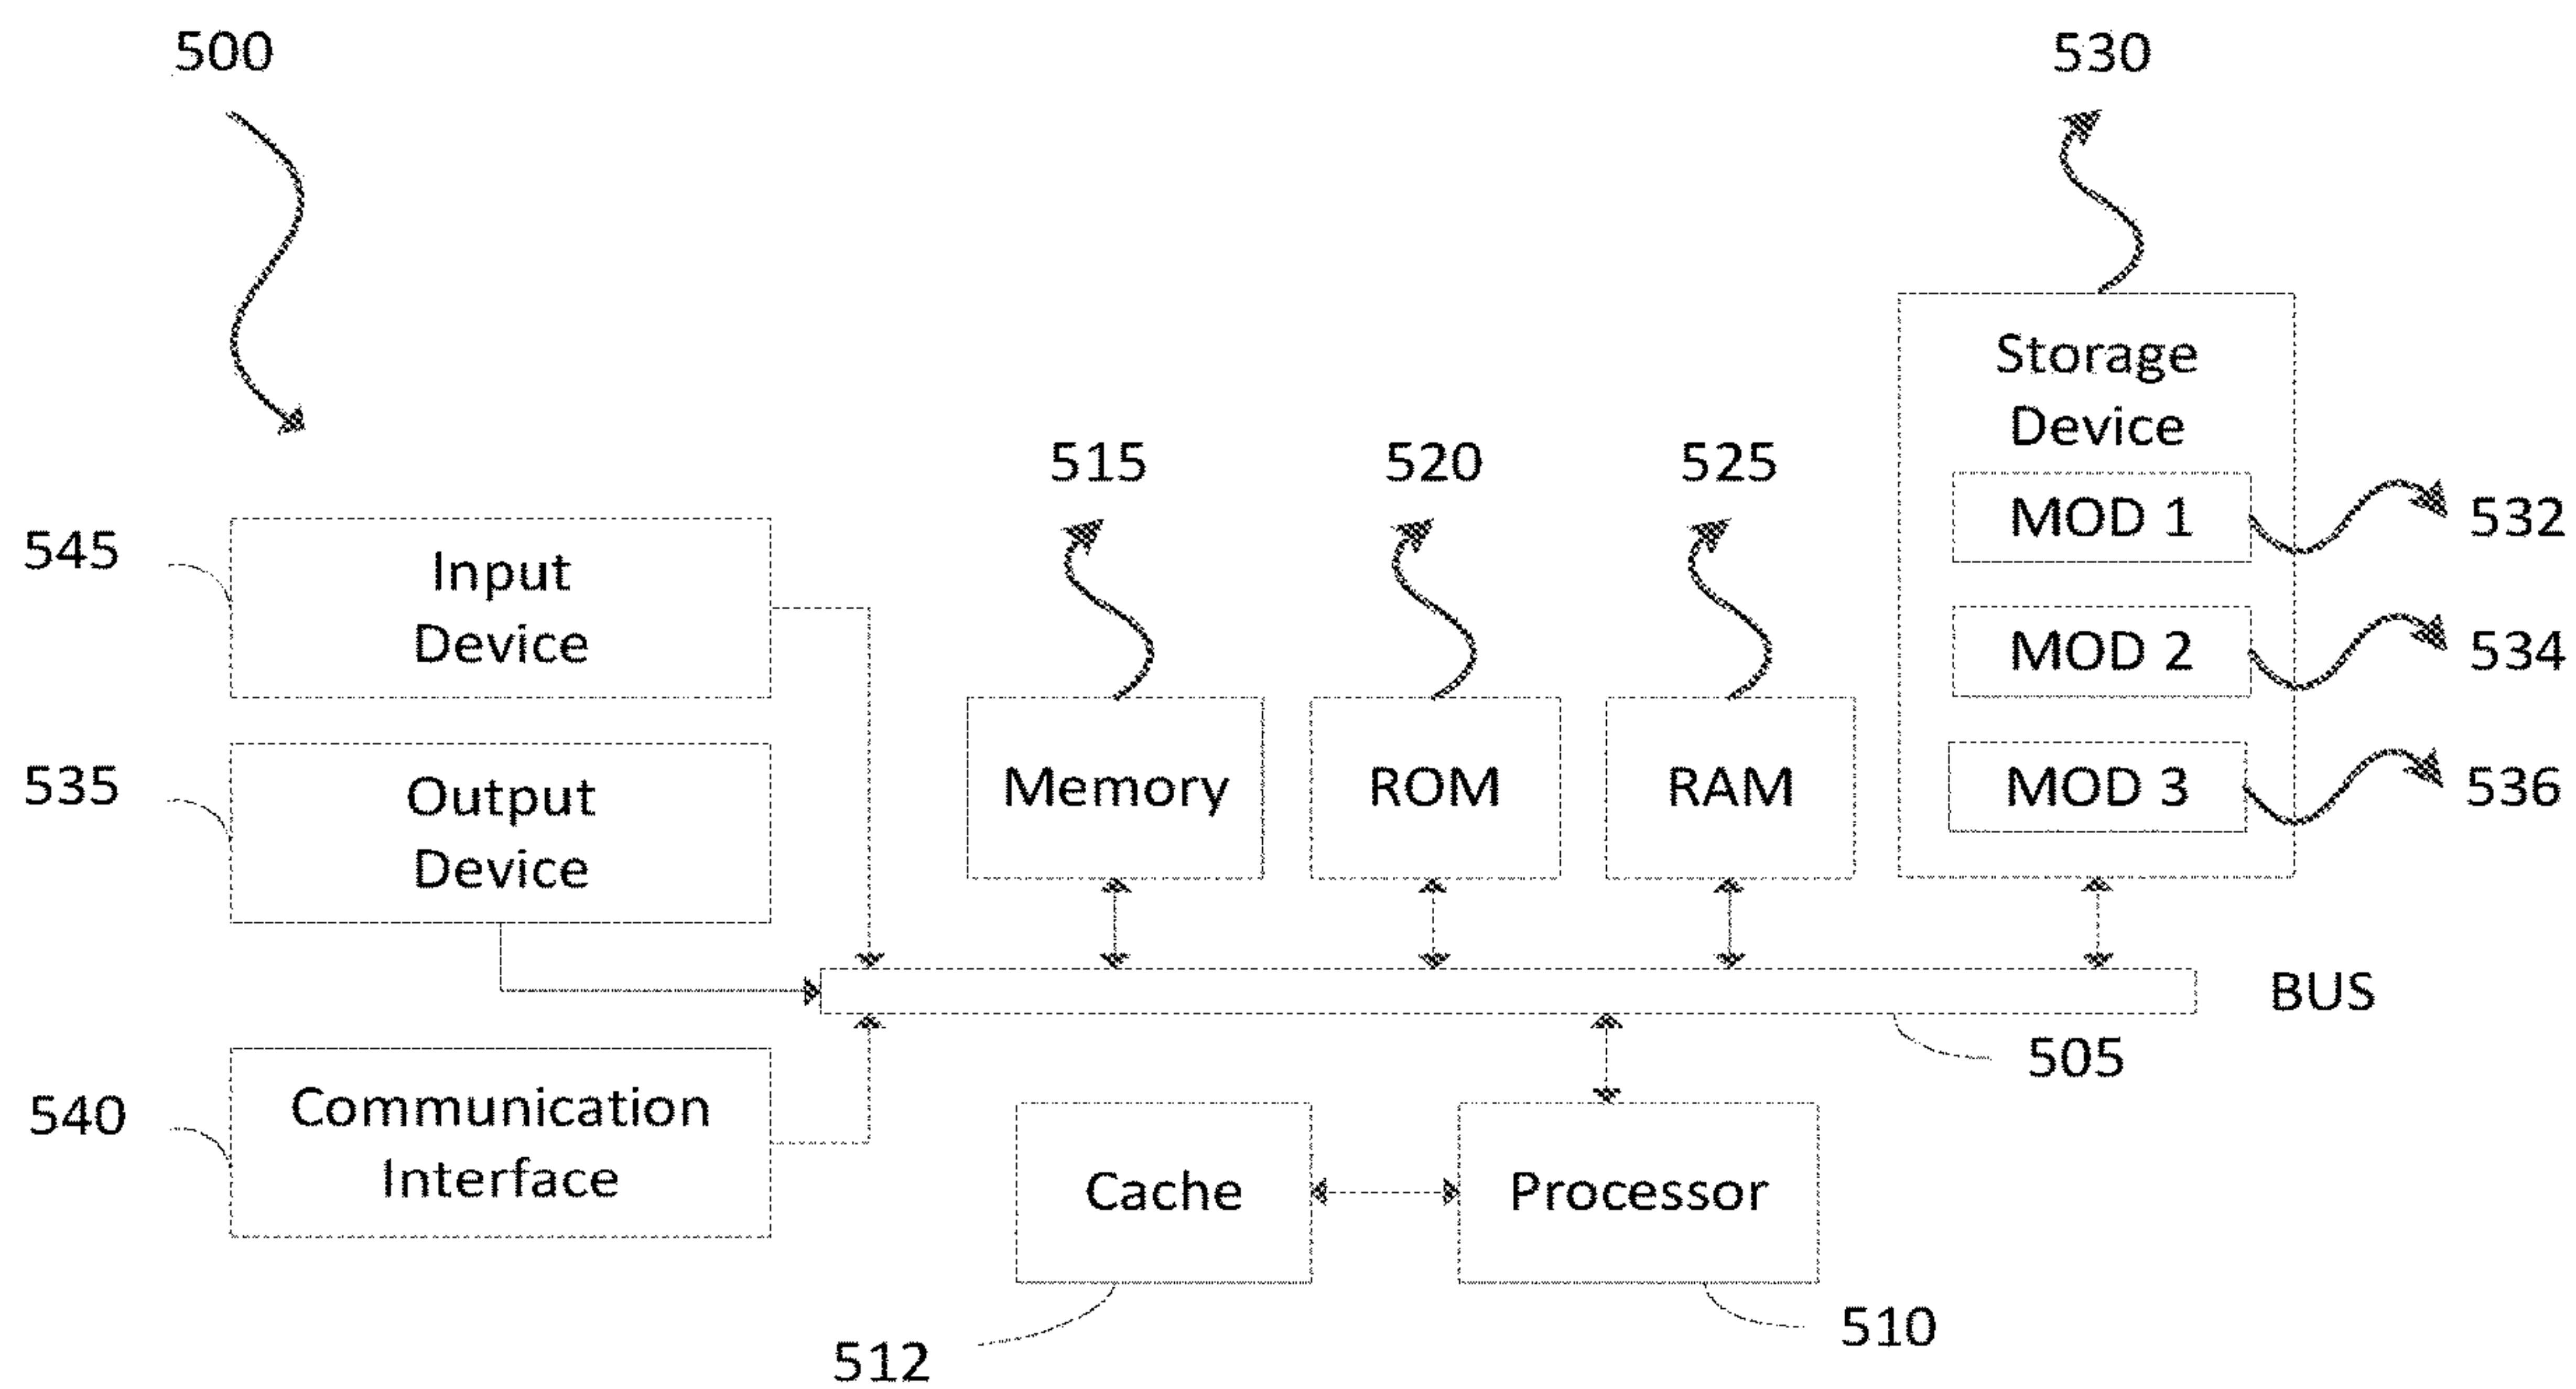 500
530
Storage
Device
515
520
525
MOD 1
532
545
Input
Device
MOD 2
534
535
Output
Device
Memory
ROM
RAM
MOD 3
536
BUS
505
540
Communication
Interface
Cache
Processor
512
510